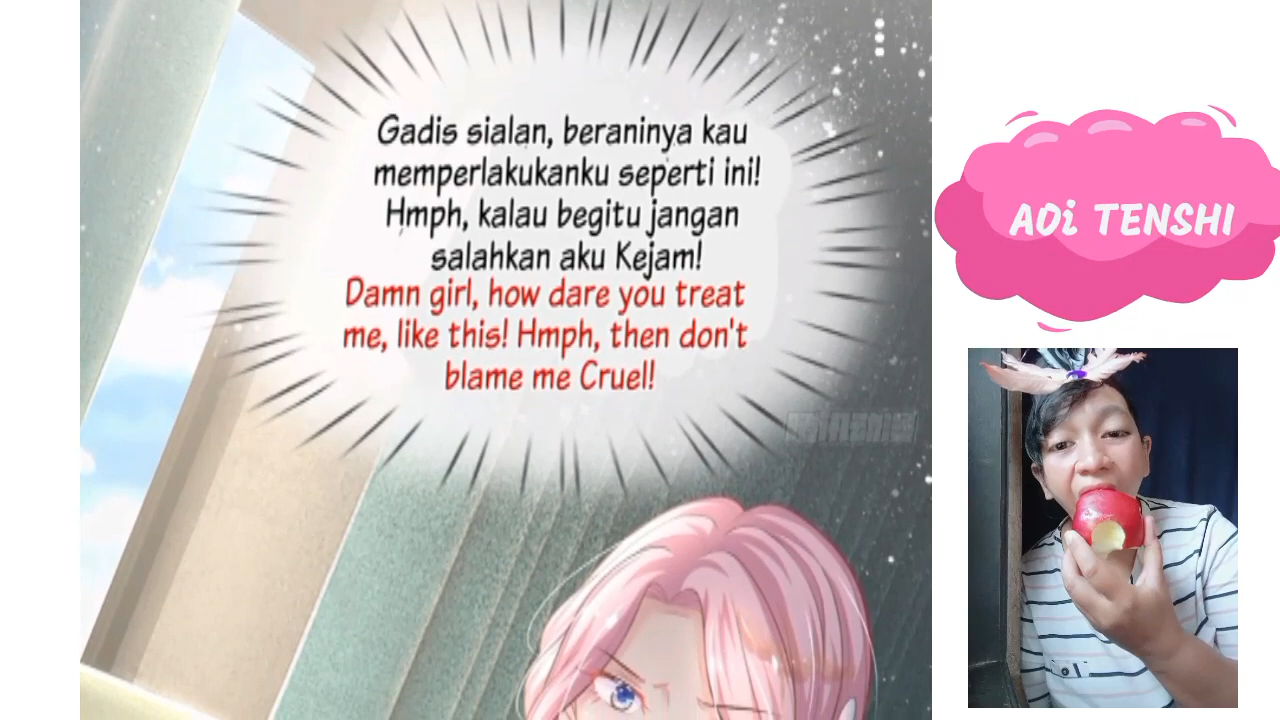 Gadis sialan, beraninya kau
memperlakukanku seperti ini!
Hmph, kalau begitu jangan
salahkan aku Kejam!
Damn girl, how dare you treat
me, like this! Hmph, then don't
blame me Cruel!
AOi TENSHI